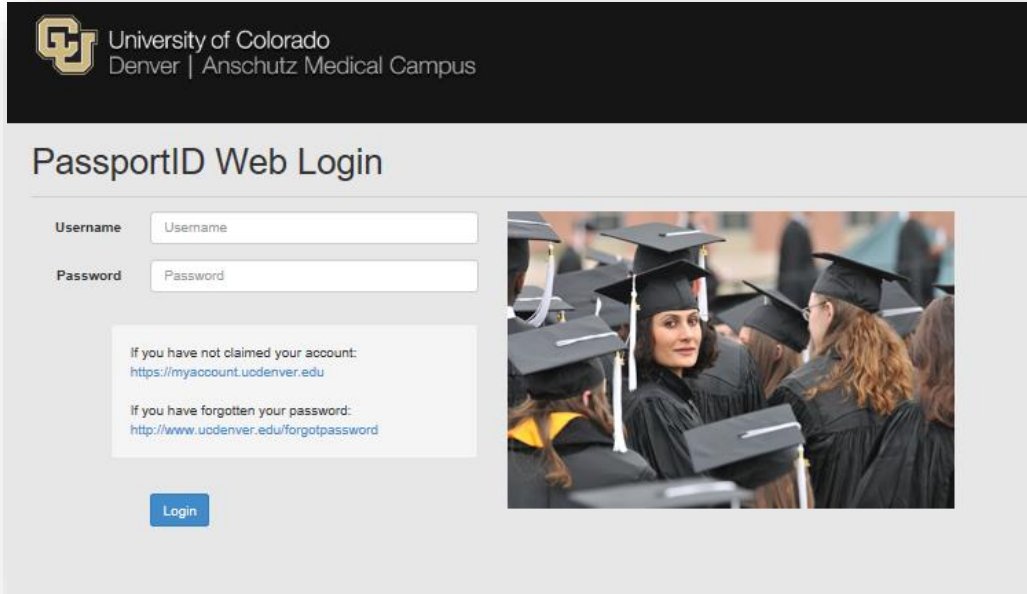 CU
University of Colorado
Denver | Anschutz Medical Campus
PassportID Web Login
Username
Username
Password
Password
If you have not claimed your account:
https://myaccount.ucdenver.edu
If you have forgotten your password:
http://www.ucdenver.edu/forgotpassword
Login